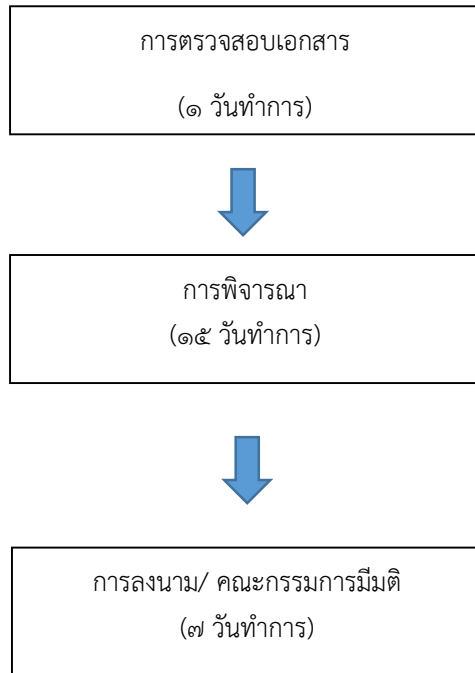 การตรวจสอบเอกสาร
(๑ วันทำการ)
การพิจารณา
(๑๕ วันทำการ)
การลงนาม/ คณะกรรมการมีมติ
(๗ วันทำการ)